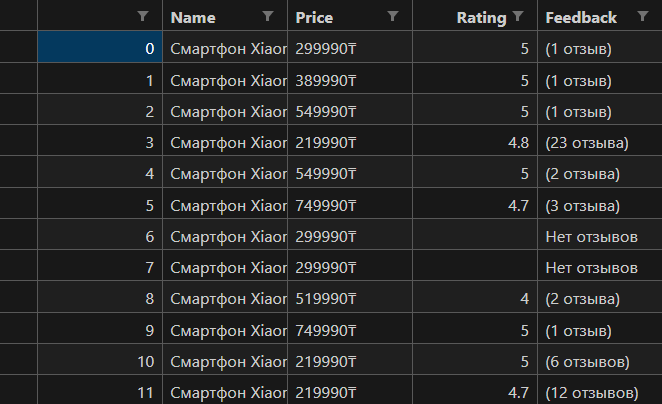 Name Price Rating Feedback
0 Смартфон Xiaor 299990₸ 5 (1 отзыв)
1 Смартфон Xiaor 389990₸ 5 (1 отзыв)
2 Смартфон Xiaor 549990₸ 5 (1 отзыв)
3 Смартфон Xiaor 219990₸ 4.8 (23 отзыва)
4 Смартфон Xiaor 549990₸ 5 (2 отзыва)
5 Смартфон Xiaor 749990₸ 4.7 (3 отзыва)
6 Смартфон Xiaor 299990₸ Нет отзывов
7 Смартфон Xiaor 299990₸ Нет отзывов
8 Смартфон Xiaor 519990₸ 4 (2 отзыва)
9 Смартфон Xiaor 749990₸ 5 (1 отзыв)
10 Смартфон Xiaor 219990₸ 5 (6 отзывов)
11 Смартфон Xiaor 219990₸ 4.7 (12 отзывов)